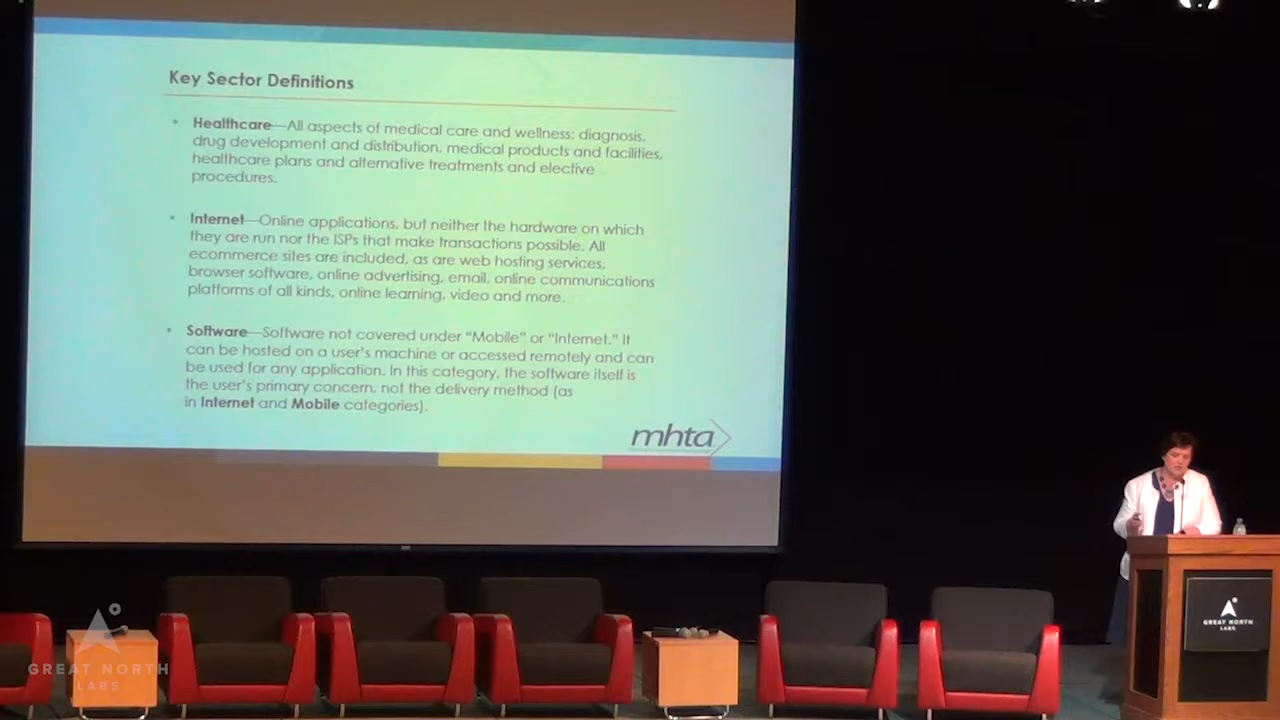 Key Sector Definitions
Healthcare—All aspects of medical care and wellness: diagnosis,
drug development and distribution, medical products and facilities,
healthcare plans and alternative treatments and elective
procedures.
Internet—Online applications, but neither the hardware on which
they are run nor the ISPs that make transactions possible. All
ecommerce sites are included, as are web hosting services,
browser software, online advertising, email, online communications
platforms of all kinds, online learning, video and more.
Software—Software not covered under “Mobile” or “Internet.” It
can be hosted on a user’s machine or accessed remotely and can
be used for any application. In this category, the software itself is
the user’s primary concern, not the delivery method (as
in Internet and Mobile categories).
mhta
GREAT NORTH
LABS
GREAT NORTH
LABS